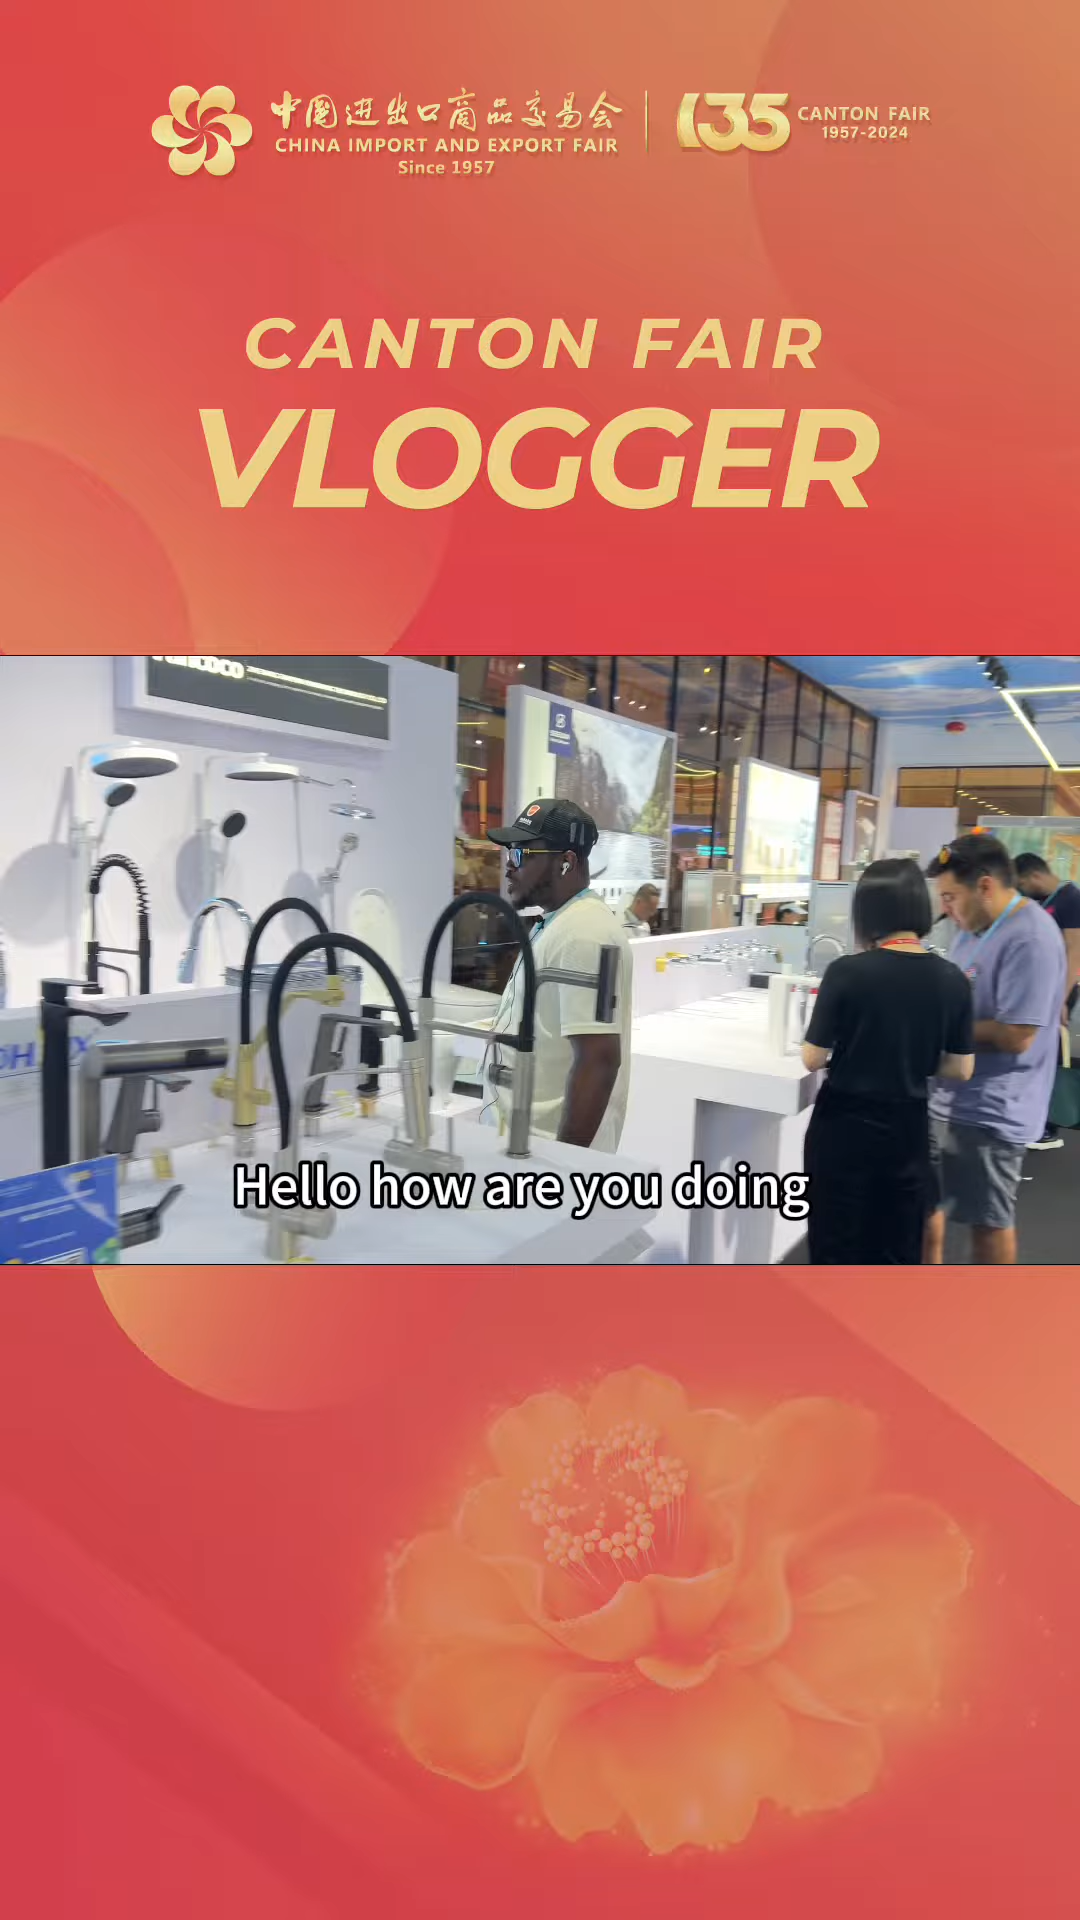 中国进出口商品交易会
CHINA IMPORT AND EXPORT FAIR
Since 1957
135
CANTON FAIR
1957-2024
CANTON FAIR
VLOGGER
Hello how are you doing